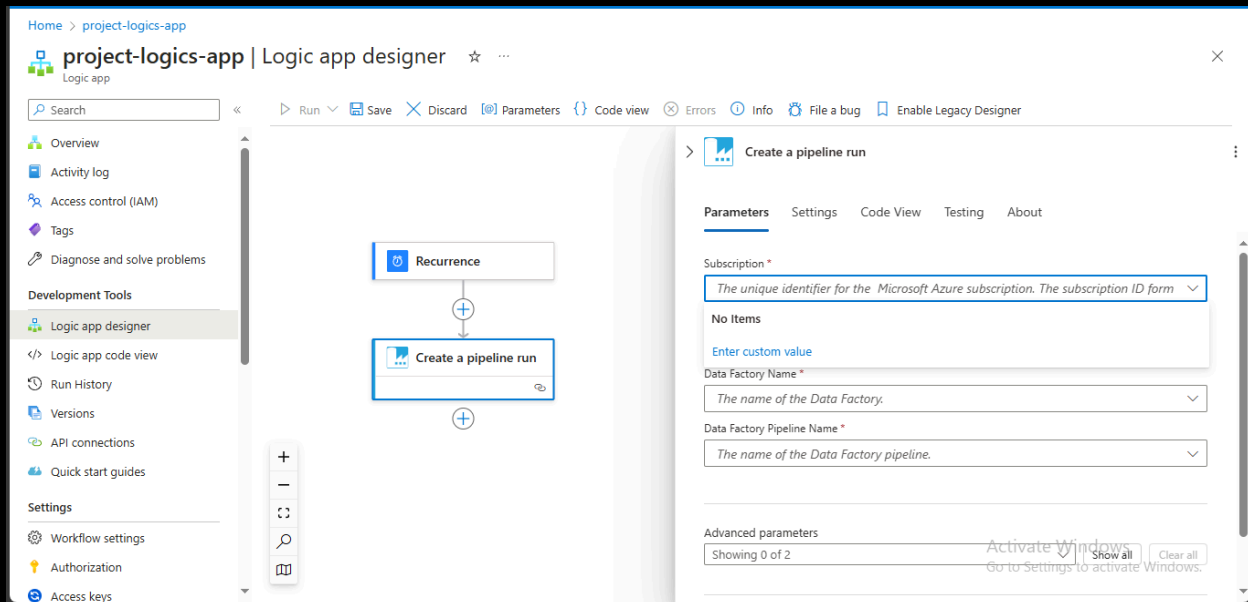 Home > project-logics-app
project-logics-app | Logic app designer
Logic app
Search
«
Overview
Activity log
Access control (IAM)
Tags
Diagnose and solve problems
Development Tools
Logic app designer
Logic app code view
Run History
Versions
API connections
Quick start guides
Settings
Workflow settings
Authorization
Access keys
Run Save Discard Parameters Code view Errors Info File a bug Enable Legacy Designer
Recurrence
Create a pipeline run
Create a pipeline run
Parameters Settings Code View Testing About
Subscription *
The unique identifier for the Microsoft Azure subscription. The subscription ID form
No Items
Enter custom value
Data Factory Name *
The name of the Data Factory.
Data Factory Pipeline Name *
The name of the Data Factory pipeline.
Advanced parameters
Showing 0 of 2
Show all
Clear all
Activate Windows
Go to Settings to activate Windows.